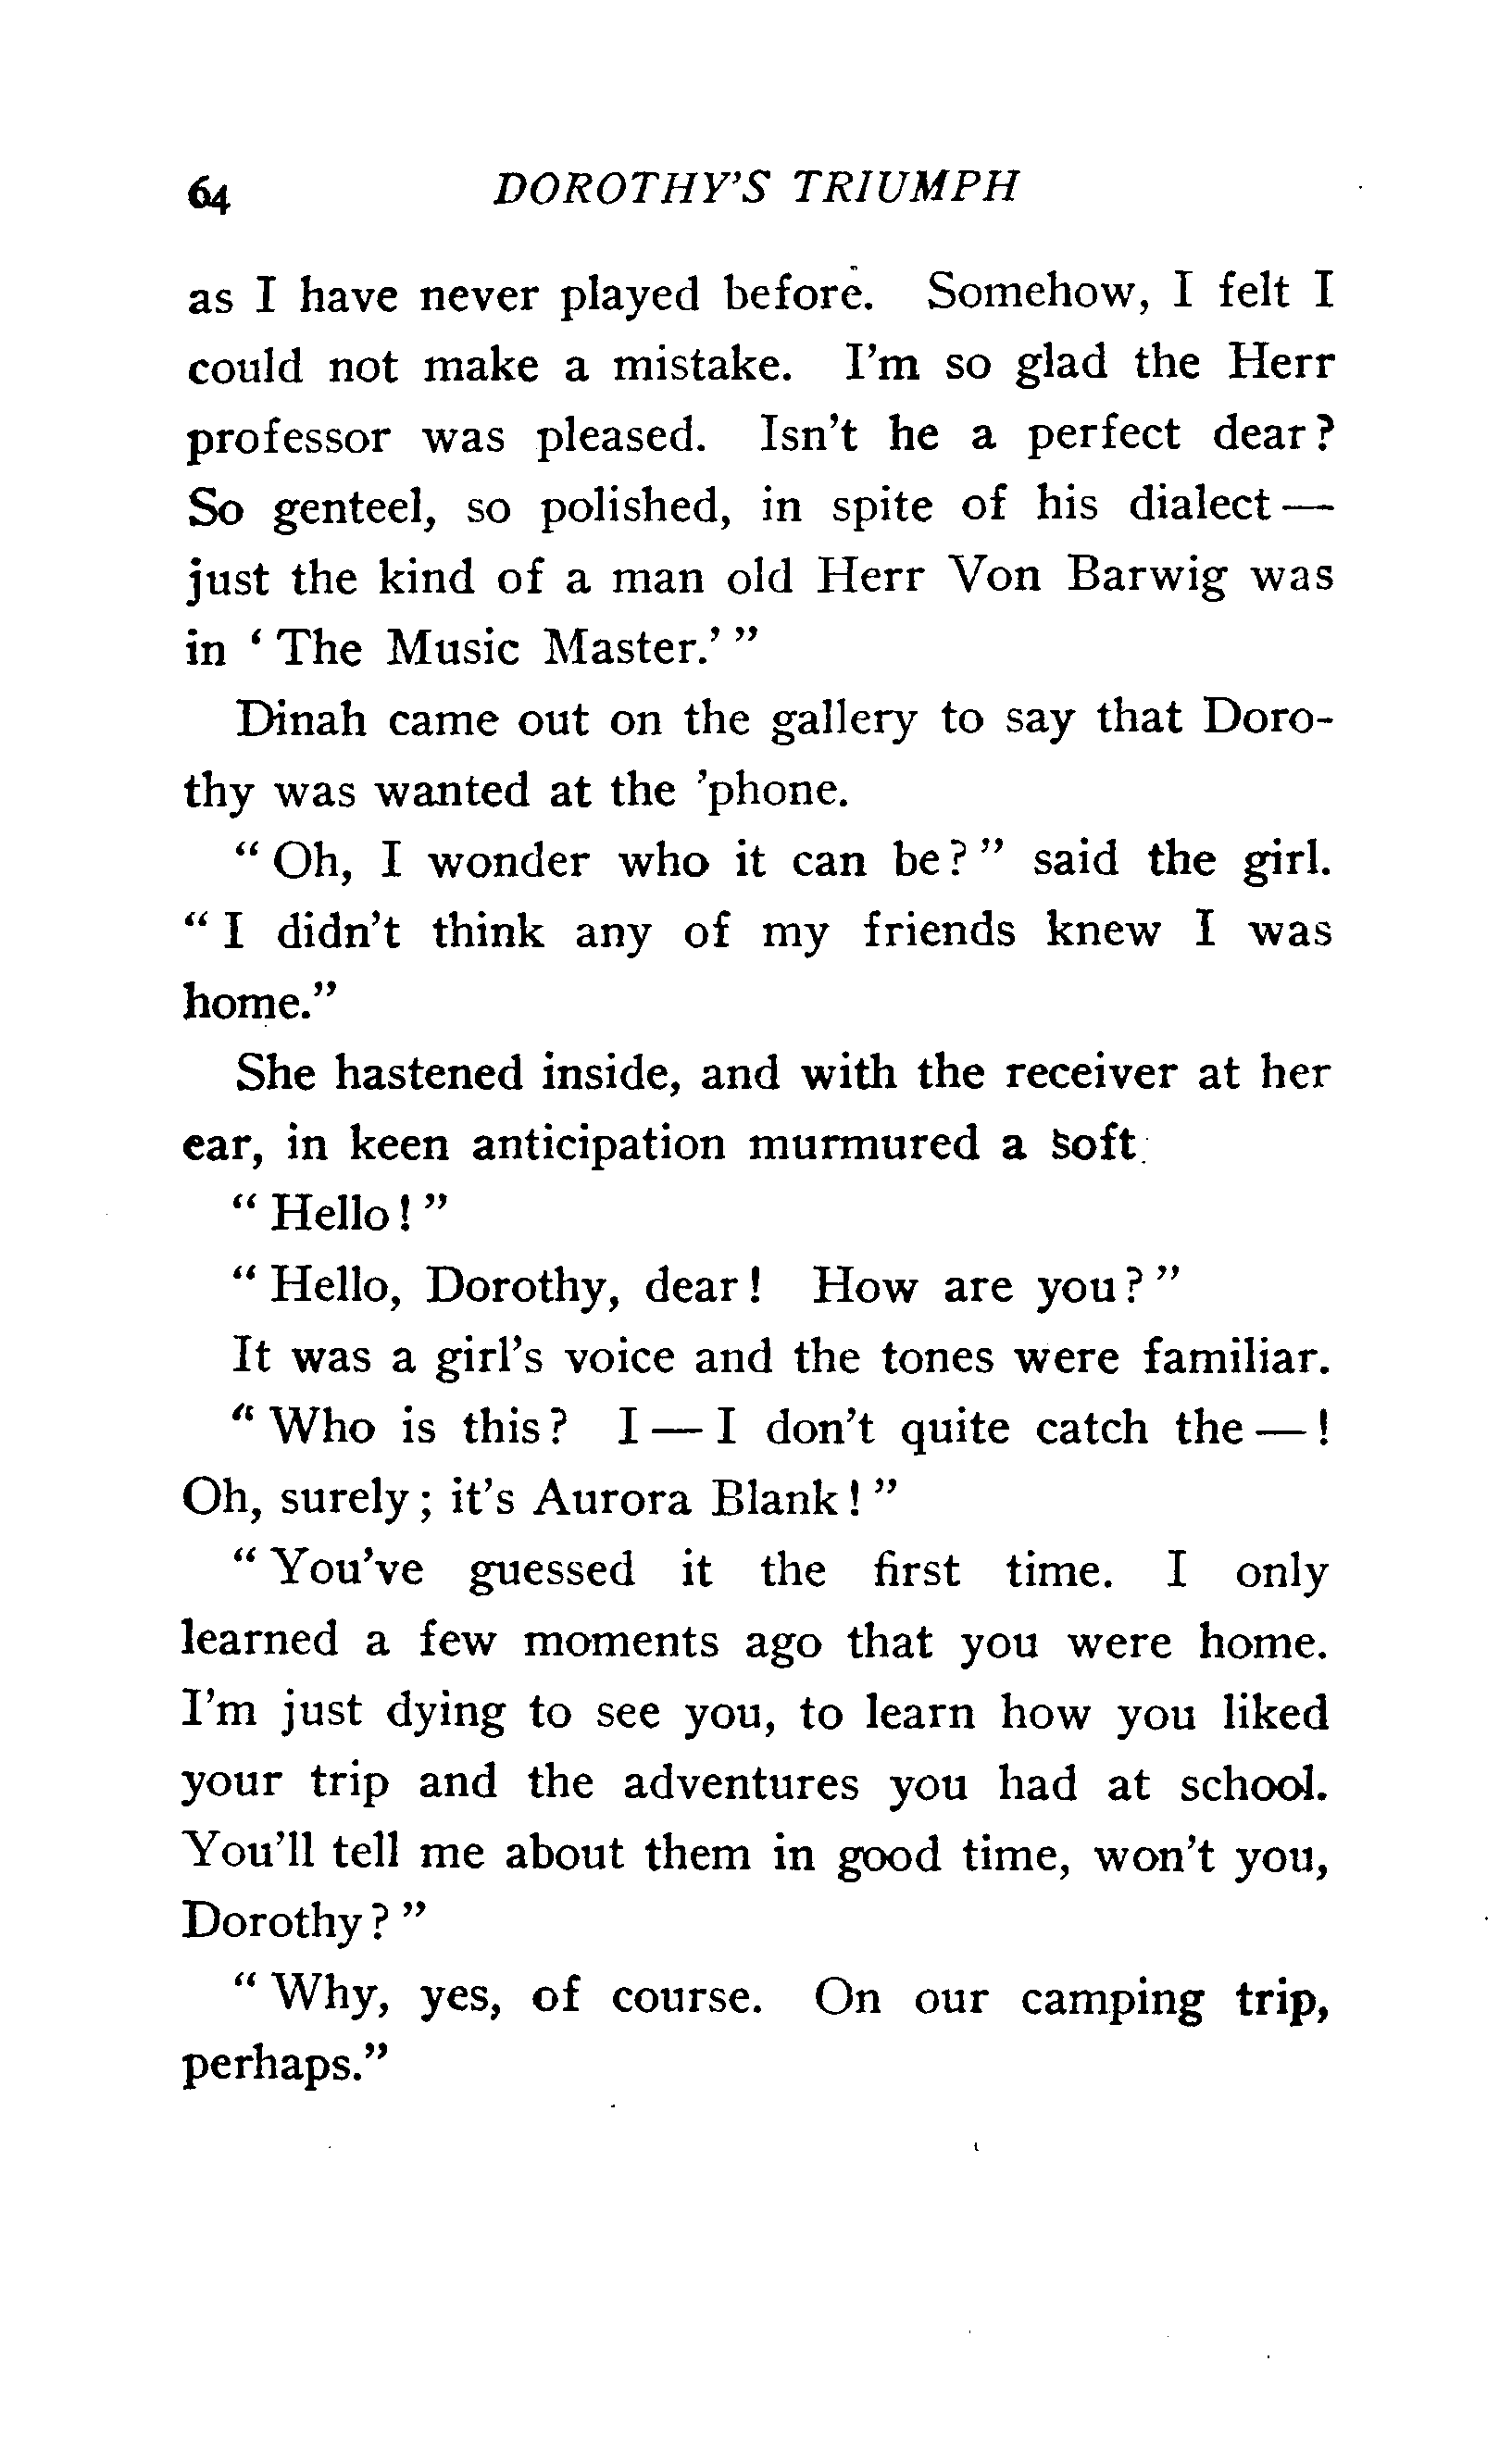 64 DOROTHY'S TRIUMPH
as I have never played before. Somehow, I felt I
could not make a mistake. I'm so glad the Herr
professor was pleased. Isn't he a perfect dear?
So genteel, so polished, in spite of his dialect —
just the kind of a man old Herr Von Barwig was
in ‘ The Music Master.’ ”
Dinah came out on the gallery to say that Doro-
thy was wanted at the ’phone.
“ Oh, I wonder who it can be? ” said the girl.
“ I didn't think any of my friends knew I was
home.”
She hastened inside, and with the receiver at her
ear, in keen anticipation murmured a soft
“ Hello! ”
“ Hello, Dorothy, dear! How are you? ”
It was a girl's voice and the tones were familiar.
“ Who is this? I — I don't quite catch the — !
Oh, surely; it's Aurora Blank! ”
“ You've guessed it the first time. I only
learned a few moments ago that you were home.
I'm just dying to see you, to learn how you liked
your trip and the adventures you had at school.
You'll tell me about them in good time, won't you,
Dorothy? ”
“ Why, yes, of course. On our camping trip,
perhaps.”